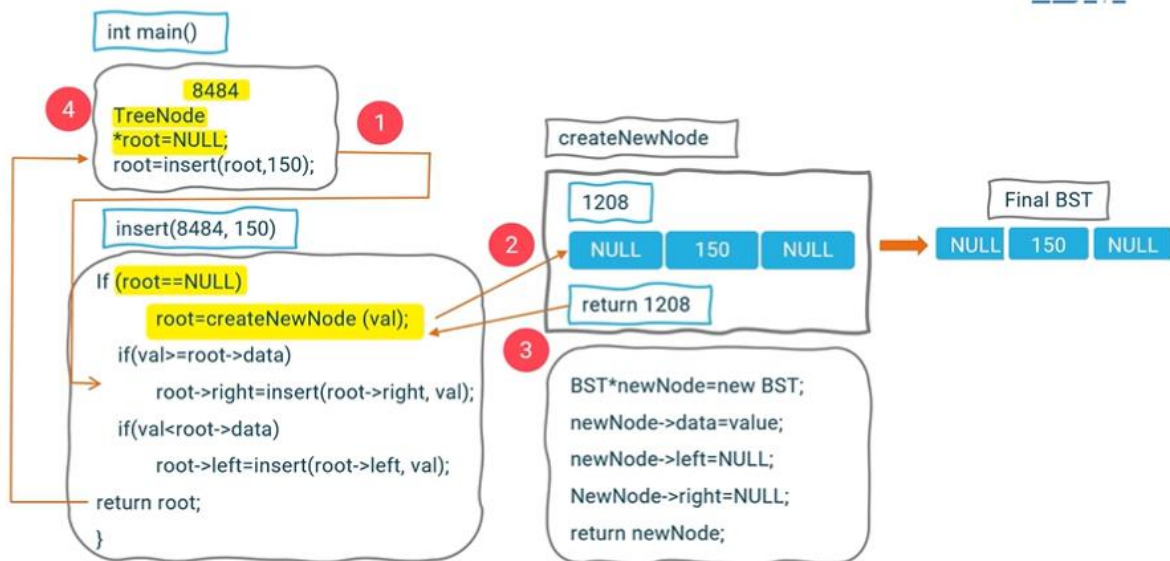 int main()
8484
TreeNode
*root=NULL;
root=insert(root,150);
4
1
insert(8484, 150)
If (root==NULL)
root=createNewNode (val);
if(val>=root->data)
root->right=insert(root->right, val);
if(val<root->data)
root->left=insert(root->left, val);
return root;
}
2
3
createNewNode
1208
NULL 150 NULL
return 1208
BST*newNode=new BST;
newNode->data=value;
newNode->left=NULL;
NewNode->right=NULL;
return newNode;
Final BST
NULL 150 NULL